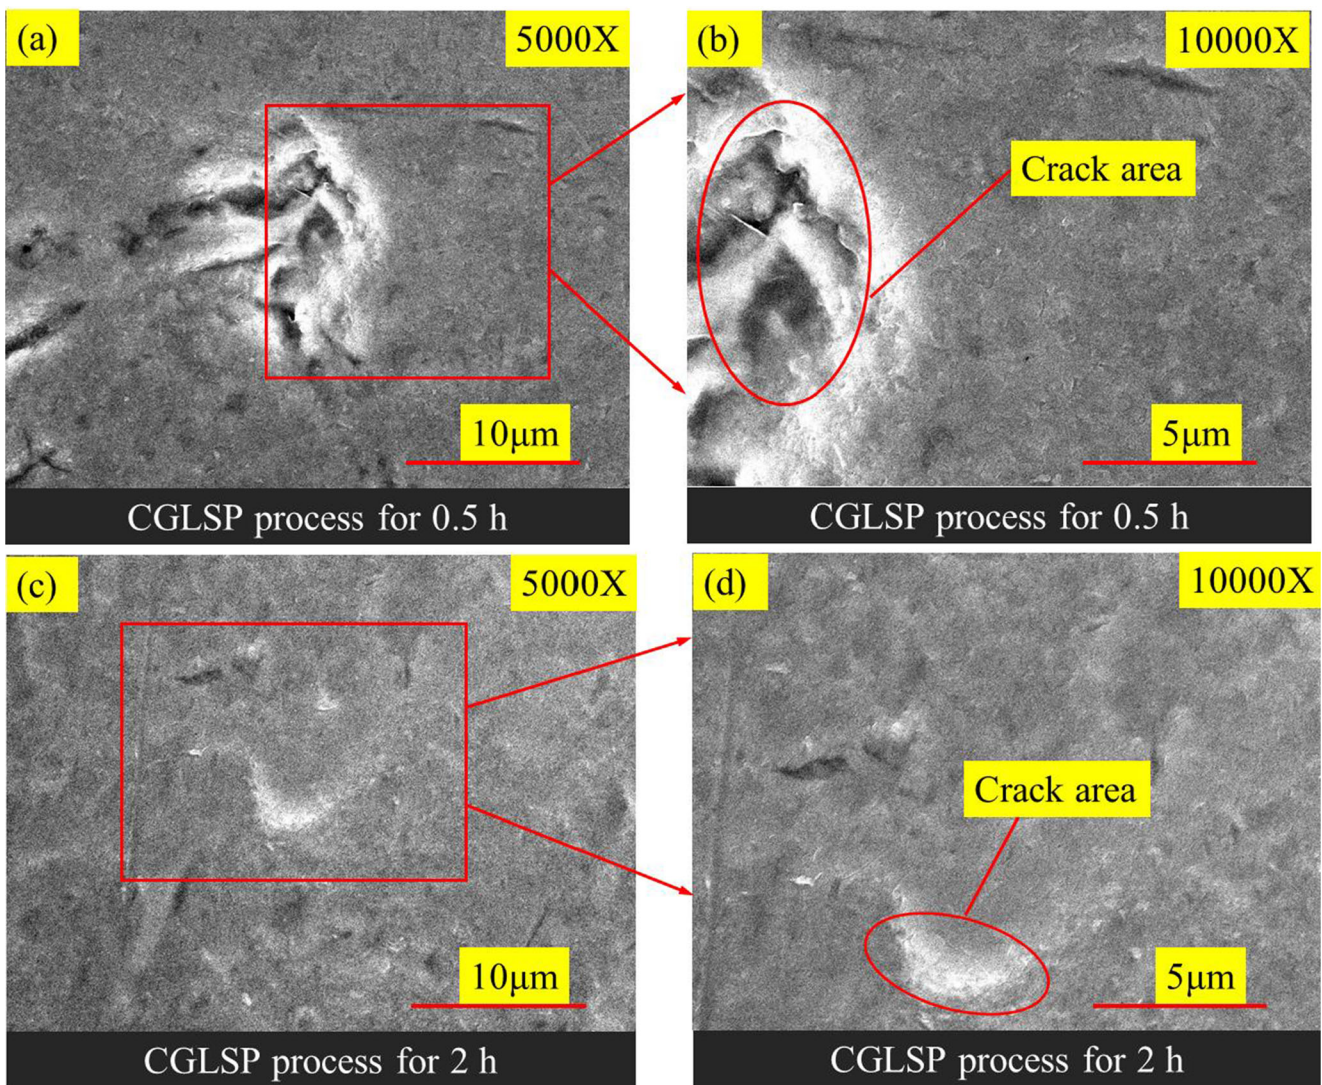 (a)
5000X
10μm
CGLSP process for 0.5 h
(b)
10000X
Crack area
5μm
CGLSP process for 0.5 h
(c)
5000X
10μm
CGLSP process for 2 h
(d)
10000X
Crack area
5μm
CGLSP process for 2 h